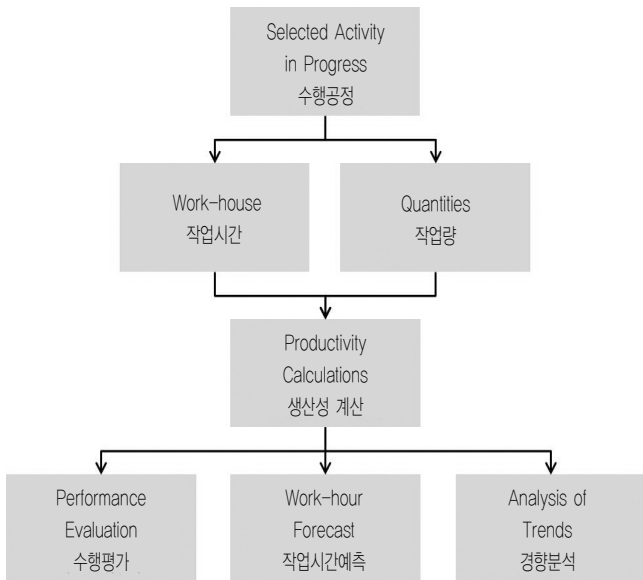 Selected Activity
in Progress
수행공정
Work-house
작업시간
Quantities
작업량
Productivity
Calculations
생산성 계산
Performance
Evaluation
수행평가
Work-hour
Forecast
작업시간예측
Analysis of
Trends
경향분석